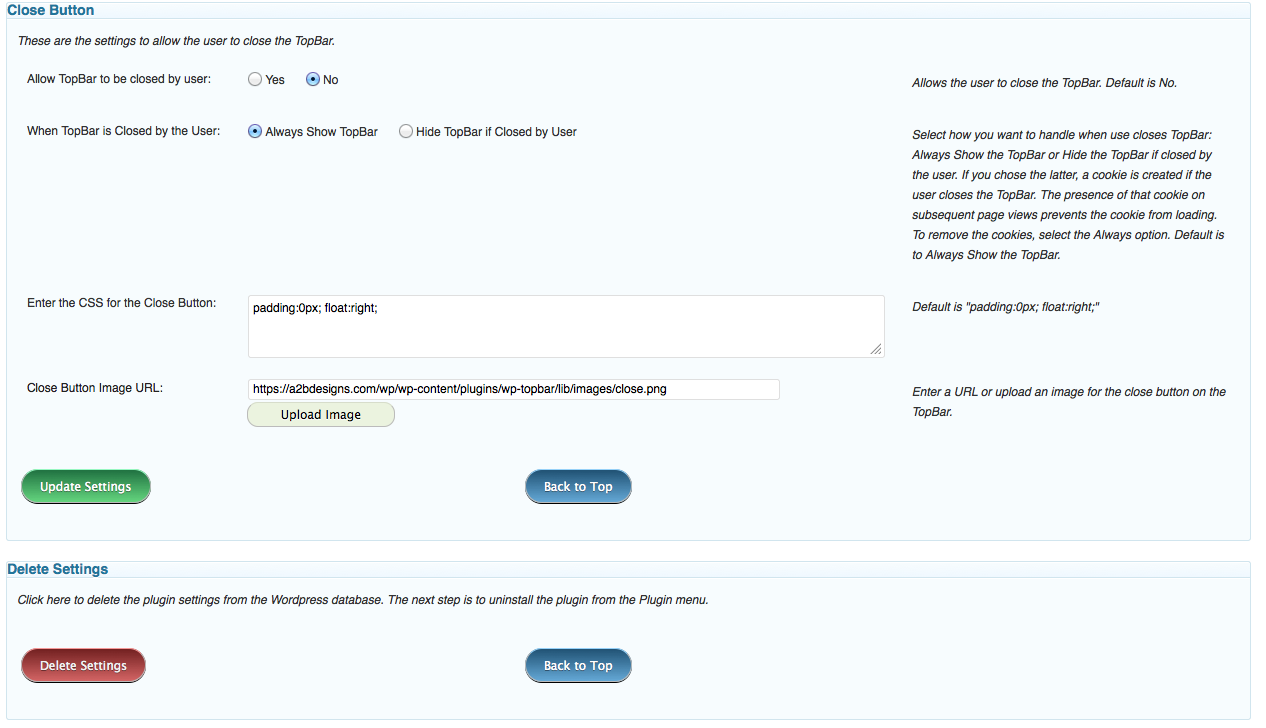 Close Button
These are the settings to allow the user to close the TopBar.
Allow TopBar to be closed by user: Yes No
Allows the user to close the TopBar. Default is No.
When TopBar is Closed by the User: Always Show TopBar Hide TopBar if Closed by User
Select how you want to handle when use closes TopBar:
Always Show the TopBar or Hide the TopBar if closed by
the user. If you chose the latter, a cookie is created if the
user closes the TopBar. The presence of that cookie on
subsequent page views prevents the cookie from loading.
To remove the cookies, select the Always option. Default is
to Always Show the TopBar.
Enter the CSS for the Close Button: padding:0px; float:right;
Default is "padding:0px; float:right;"
Close Button Image URL: https://a2bdesigns.com/wp/wp-content/plugins/wp-topbar/lib/images/close.png
Upload Image
Enter a URL or upload an image for the close button on the
TopBar.
Update Settings Back to Top
Delete Settings
Click here to delete the plugin settings from the Wordpress database. The next step is to uninstall the plugin from the Plugin menu.
Delete Settings Back to Top